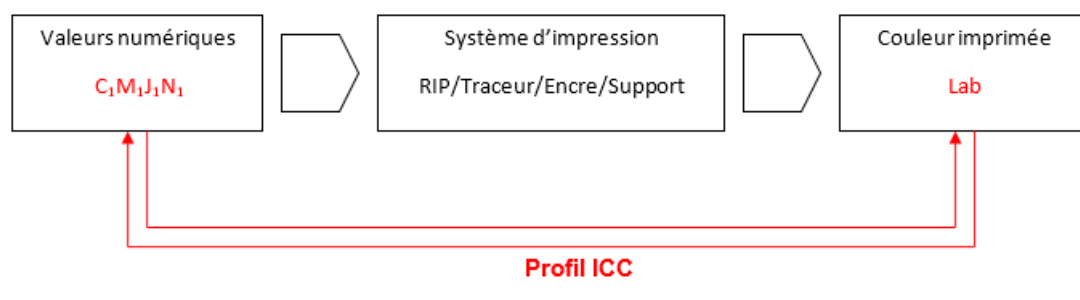 Valeurs numériques
C₁M₁J₁N₁
Système d’impression
RIP/Traceur/Encre/Support
Couleur imprimée
Lab
Profil ICC